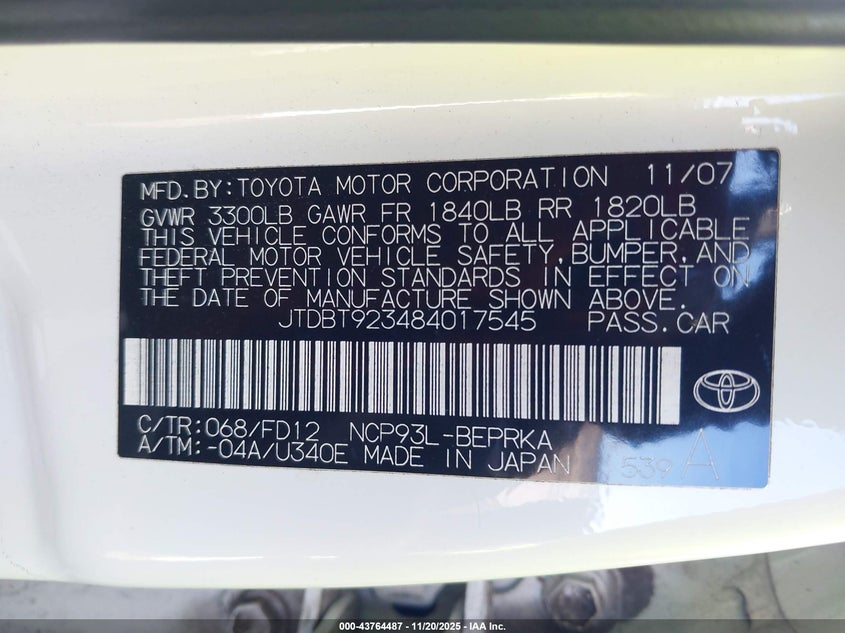 MFD.BY:TOYOTA MOTOR CORPORATION 11/07
GVWR 3300LB GAWR FR 1840LB RR 1820LB
THIS VEHICLE CONFORMS TO ALL APPLICABLE
FEDERAL MOTOR VEHICLE SAFETY,BUMPER,AND
THEFT PREVENTION STANDARDS IN EFFECT ON
THE DATE OF MANUFACTURE SHOWN ABOVE.
JTDBT923484017545 PASS.CAR
C/TR:068/FD12 NCP93L-BEPRKA
A/TM:-04A/U340E MADE IN JAPAN 539 A
000-43764487 - 11/20/2025 - IAA Inc.